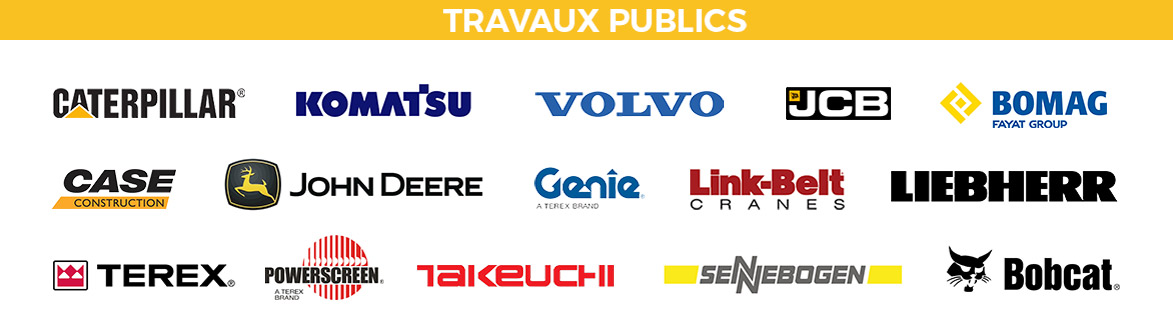 TRAVAUX PUBLICS
CATERPILLAR®
KOMATSU
VOLVO
JCB
BOMAG
FAYAT GROUP
CASE
CONSTRUCTION
JOHN DEERE
Genie®
A TEREX BRAND
Link-Belt
CRANES
LIEBHERR
TEREX®
POWERSCREEN®
A TEREX
BRAND
TAKEUCHI
SENNEBOGEN
Bobcat®